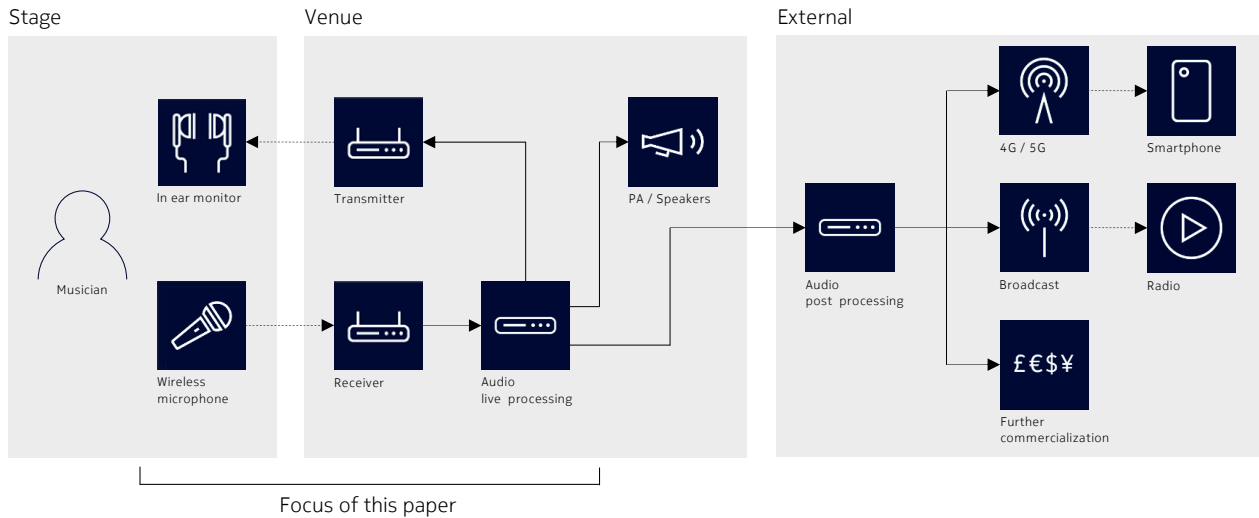 Stage
Venue
External
In ear monitor
Transmitter
PA / Speakers
4G / 5G
Smartphone
Musician
Wireless
microphone
Receiver
Audio
live processing
Audio
post processing
Broadcast
Radio
£€$¥
Further
commercialization
Focus of this paper